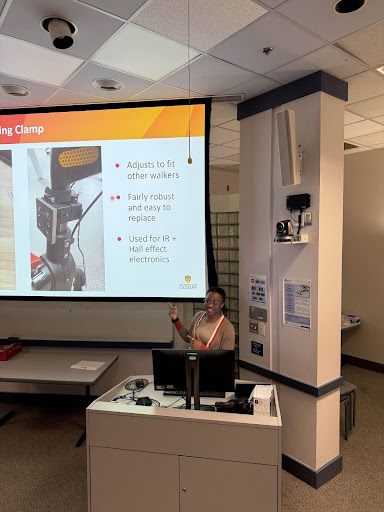 ing Clamp
Adjusts to fit
other walkers
Fairly robust
and easy to
replace
Used for IR +
Hall effect
electronics